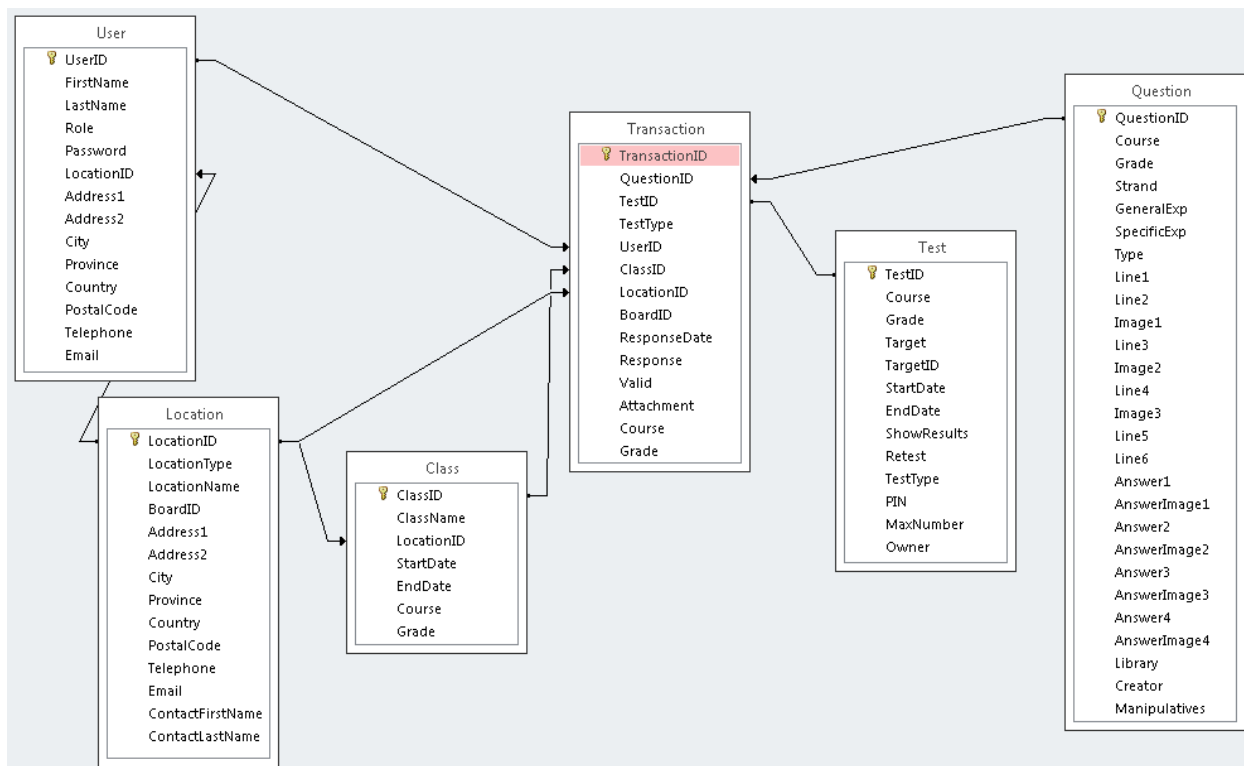 User
UserID
FirstName
LastName
Role
Password
LocationID
Address1
Address2
City
Province
Country
PostalCode
Telephone
Email
Location
LocationID
LocationType
LocationName
BoardID
Address1
Address2
City
Province
Country
PostalCode
Telephone
Email
ContactFirstName
ContactLastName
Class
ClassID
ClassName
LocationID
StartDate
EndDate
Course
Grade
Transaction
TransactionID
QuestionID
TestID
TestType
UserID
ClassID
LocationID
BoardID
ResponseDate
Response
Valid
Attachment
Course
Grade
Test
TestID
Course
Grade
Target
TargetID
StartDate
EndDate
ShowResults
Retest
TestType
PIN
MaxNumber
Owner
Question
QuestionID
Course
Grade
Strand
GeneralExp
SpecificExp
Type
Line1
Line2
Image1
Line3
Image2
Line4
Image3
Line5
Line6
Answer1
AnswerImage1
Answer2
AnswerImage2
Answer3
AnswerImage3
Answer4
AnswerImage4
Library
Creator
Manipulatives